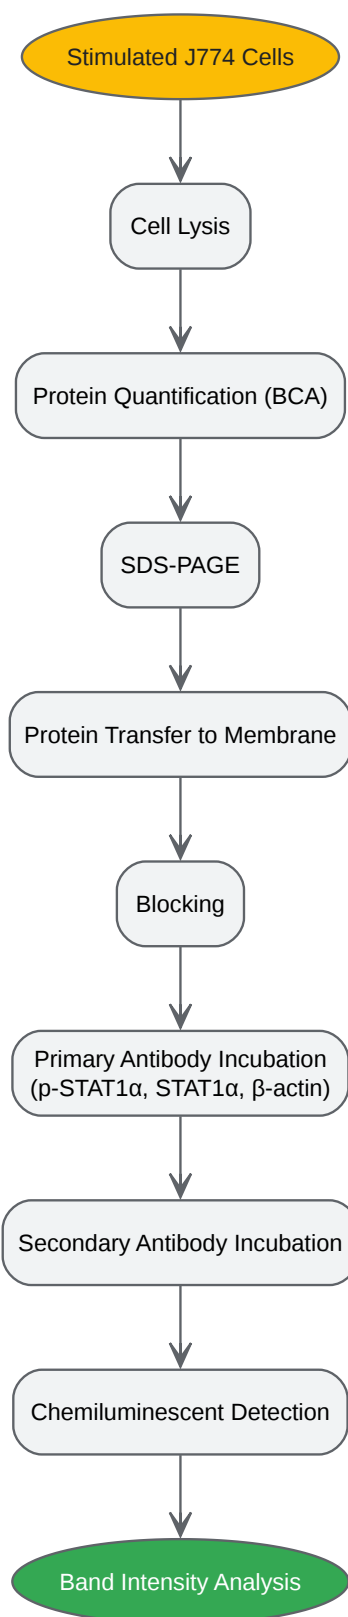 Stimulated J774 Cells
Cell Lysis
Protein Quantification (BCA)
SDS-PAGE
Protein Transfer to Membrane
Blocking
Primary Antibody Incubation
(p-STAT1α, STAT1α, β-actin)
Secondary Antibody Incubation
Chemiluminescent Detection
Band Intensity Analysis